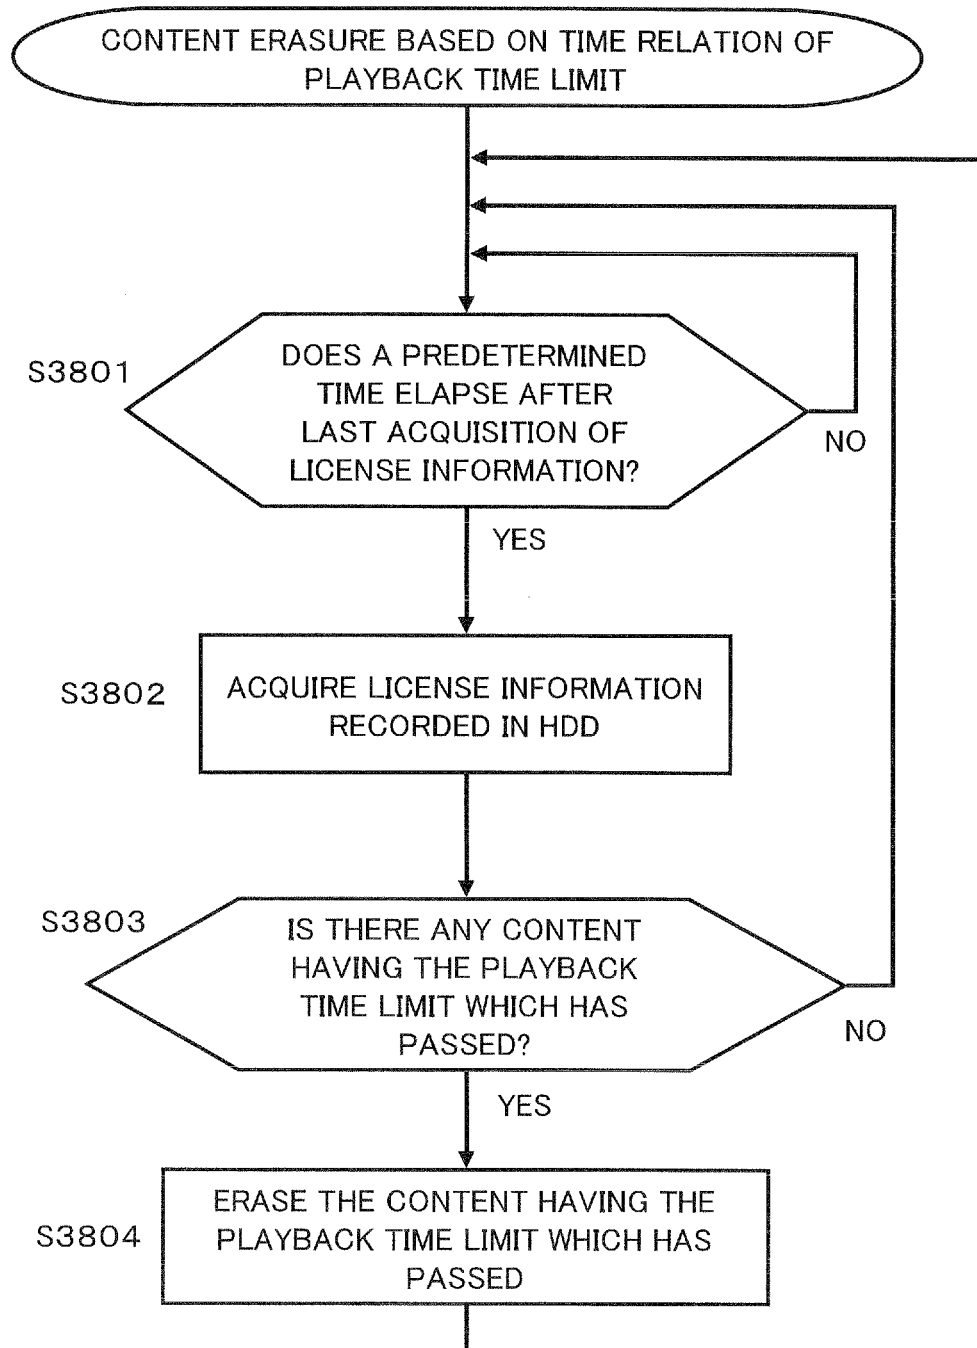 CONTENT ERASURE BASED ON TIME RELATION OF
PLAYBACK TIME LIMIT
S3801
DOES A PREDETERMINED
TIME ELAPSE AFTER
LAST ACQUISITION OF
LICENSE INFORMATION?
NO
YES
S3802
ACQUIRE LICENSE INFORMATION
RECORDED IN HDD
S3803
IS THERE ANY CONTENT
HAVING THE PLAYBACK
TIME LIMIT WHICH HAS
PASSED?
NO
YES
S3804
ERASE THE CONTENT HAVING THE
PLAYBACK TIME LIMIT WHICH HAS
PASSED